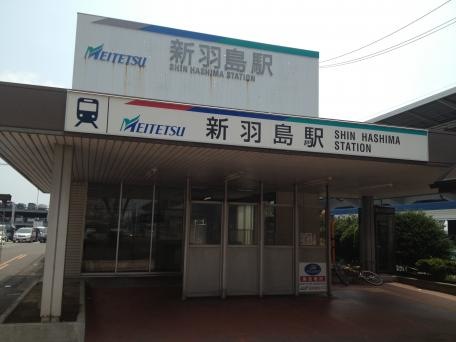 MEITETSU 新羽島駅
SHIN HASHIMA STATION
MEITETSU 新羽島駅 SHIN HASHIMA
STATION